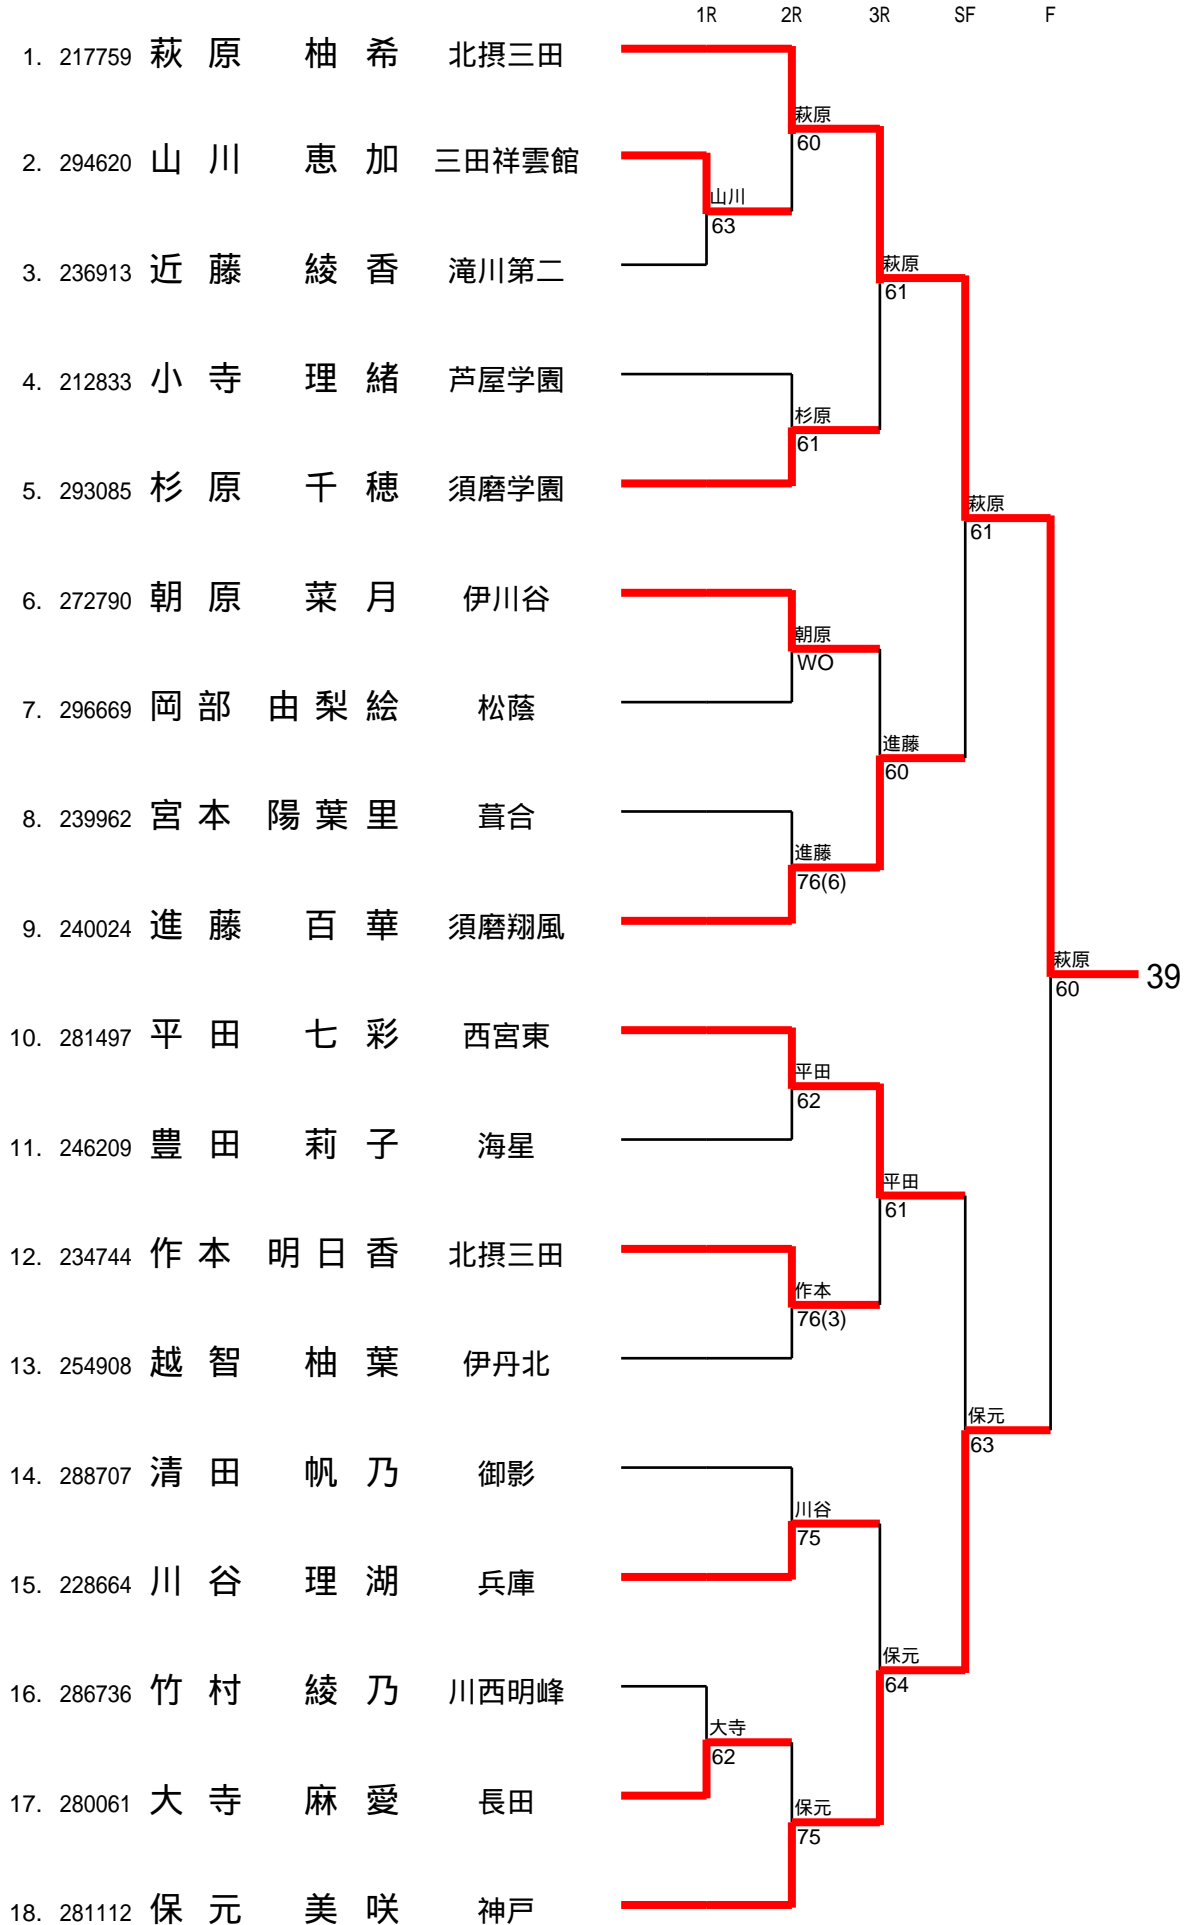 1R 2R 3R SF F
1. 217759 萩原 柚希 北摂三田
萩原
60
2. 294620 山川 恵加 三田祥雲館
山川
63
3. 236913 近藤 綾香 滝川第二
萩原
61
4. 212833 小寺 理緒 芦屋学園
杉原
61
5. 293085 杉原 千穂 須磨学園
萩原
61
6. 272790 朝原 菜月 伊川谷
朝原
WO
7. 296669 岡部 由梨絵 松蔭
進藤
60
8. 239962 宮本 陽葉里 葺合
進藤
76(6)
9. 240024 進藤 百華 須磨翔風
萩原
60 39
10. 281497 平田 七彩 西宮東
平田
62
11. 246209 豊田 莉子 海星
平田
61
12. 234744 作本 明日香 北摂三田
作本
76(3)
13. 254908 越智 柚葉 伊丹北
保元
63
14. 288707 清田 帆乃 御影
川谷
75
15. 228664 川谷 理湖 兵庫
保元
64
16. 286736 竹村 綾乃 川西明峰
大寺
62
17. 280061 大寺 麻愛 長田
保元
75
18. 281112 保元 美咲 神戸